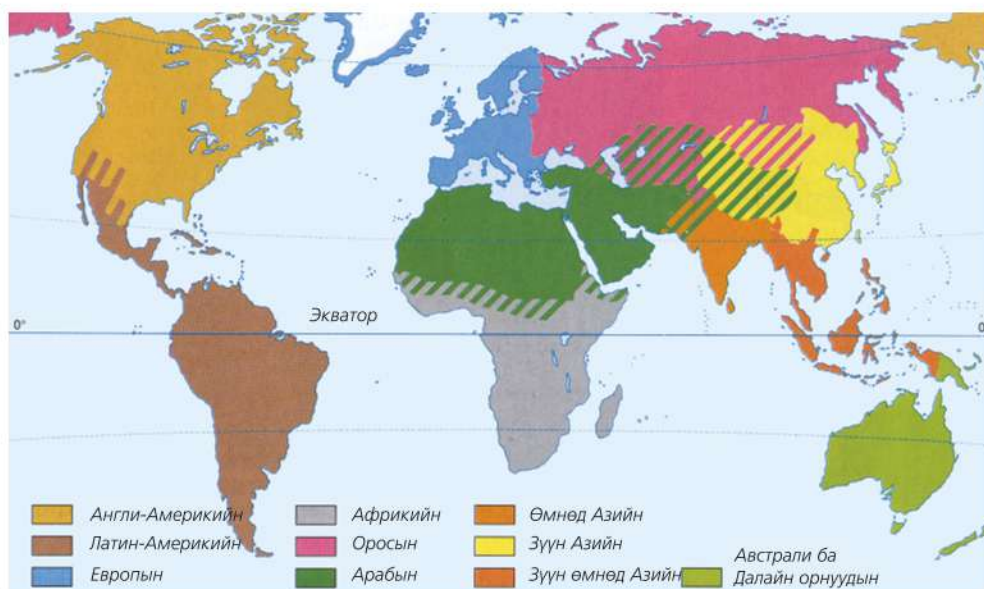 Экватор
0°
0
Англи-Америкийн
Латин-Америкийн
Европын
Африкийн
Оросын
Арабын
Өмнөд Азийн
Зүүн Азийн
Зүүн өмнөд Азийн
Австрали ба
Далайн орнуудын